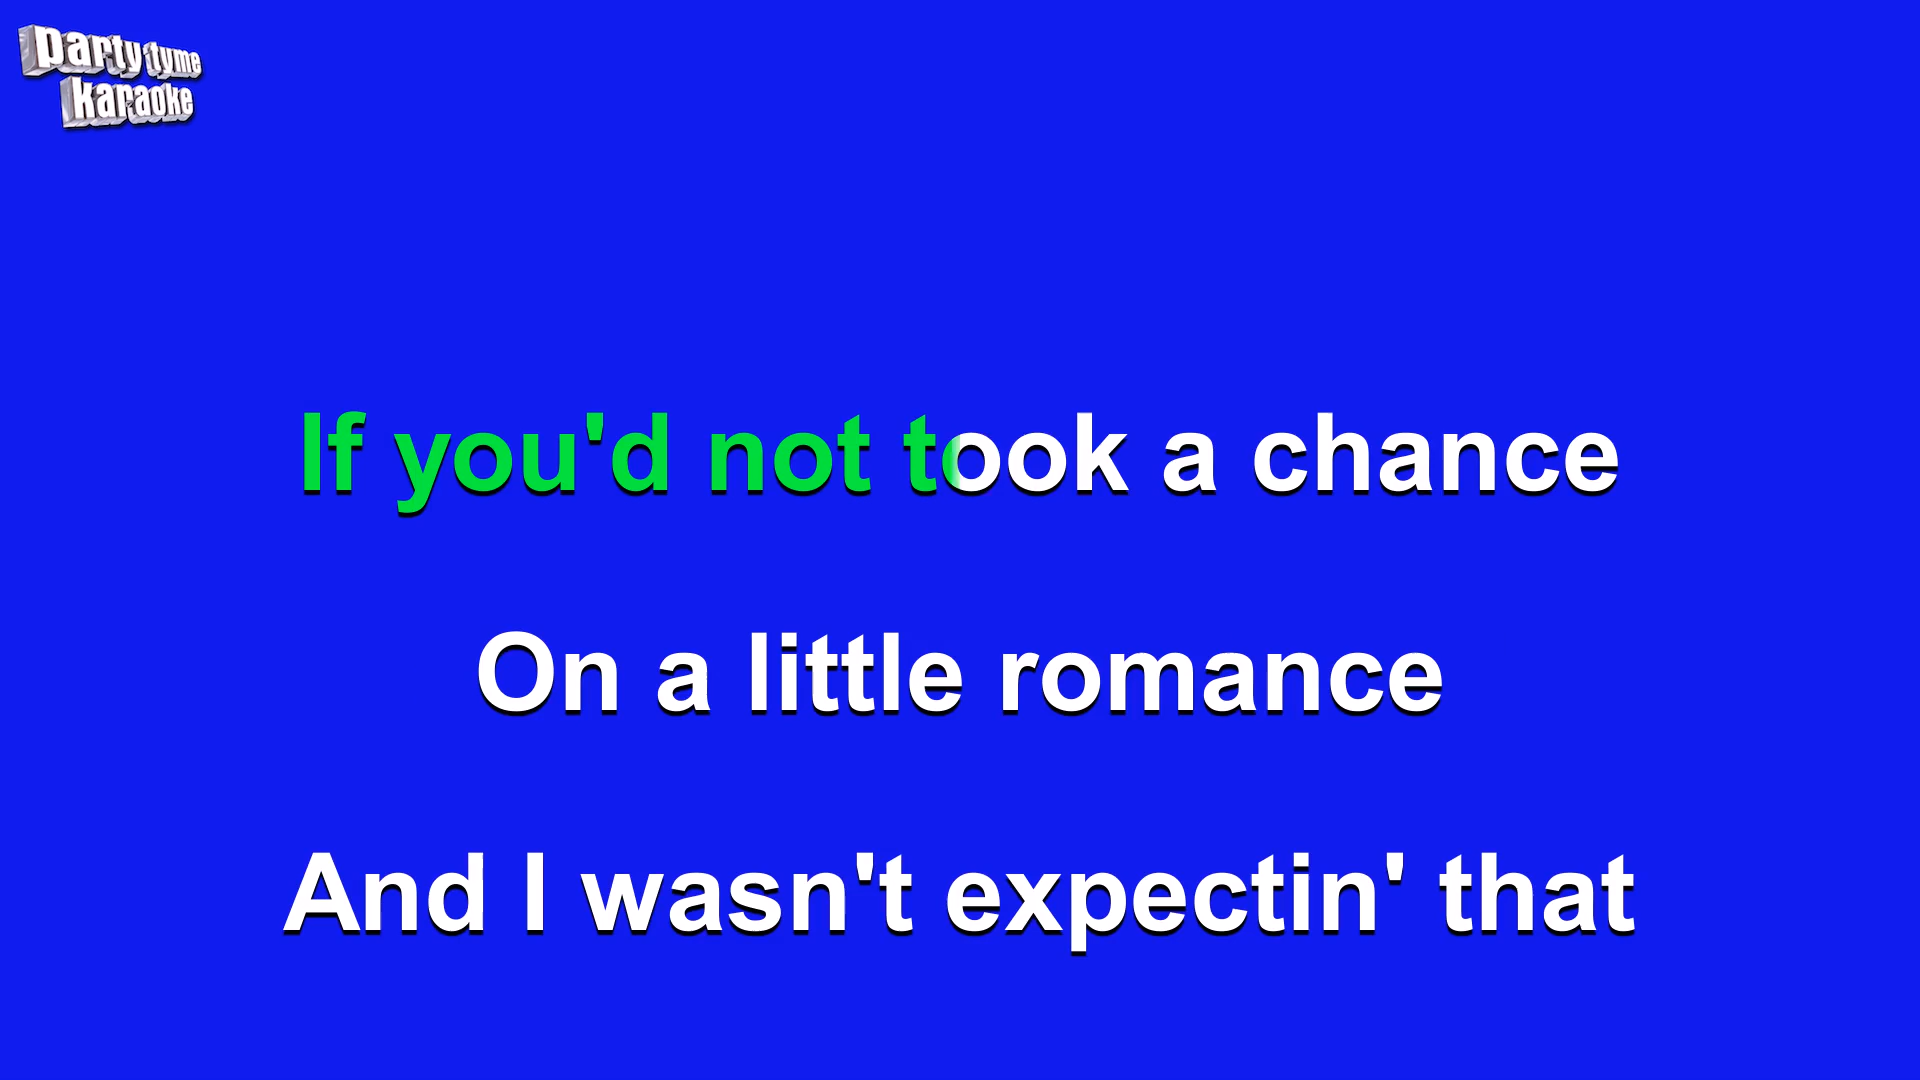 party tyme
karaoke
If you'd not took a chance
On a little romance
And I wasn't expectin' that